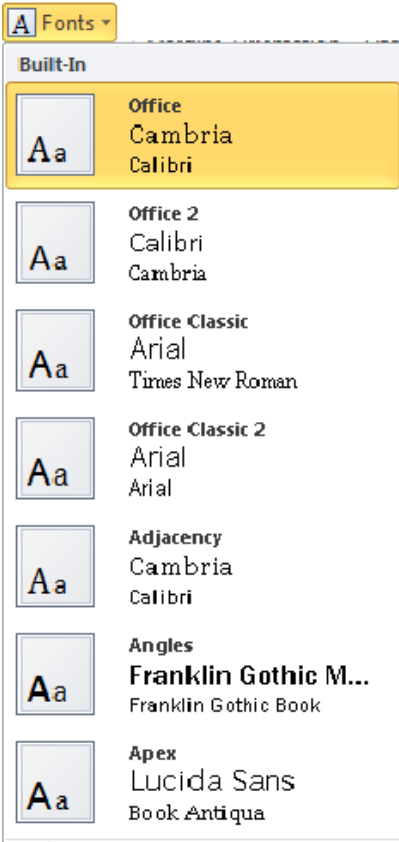 A Fonts
Built-In
Aa
Office
Cambria
Calibri
Aa
Office 2
Calibri
Cambria
Aa
Office Classic
Arial
Times New Roman
Aa
Office Classic 2
Arial
Arial
Aa
Adjacency
Cambria
Calibri
Aa
Angles
Franklin Gothic M...
Franklin Gothic Book
Aa
Apex
Lucida Sans
Book Antiqua